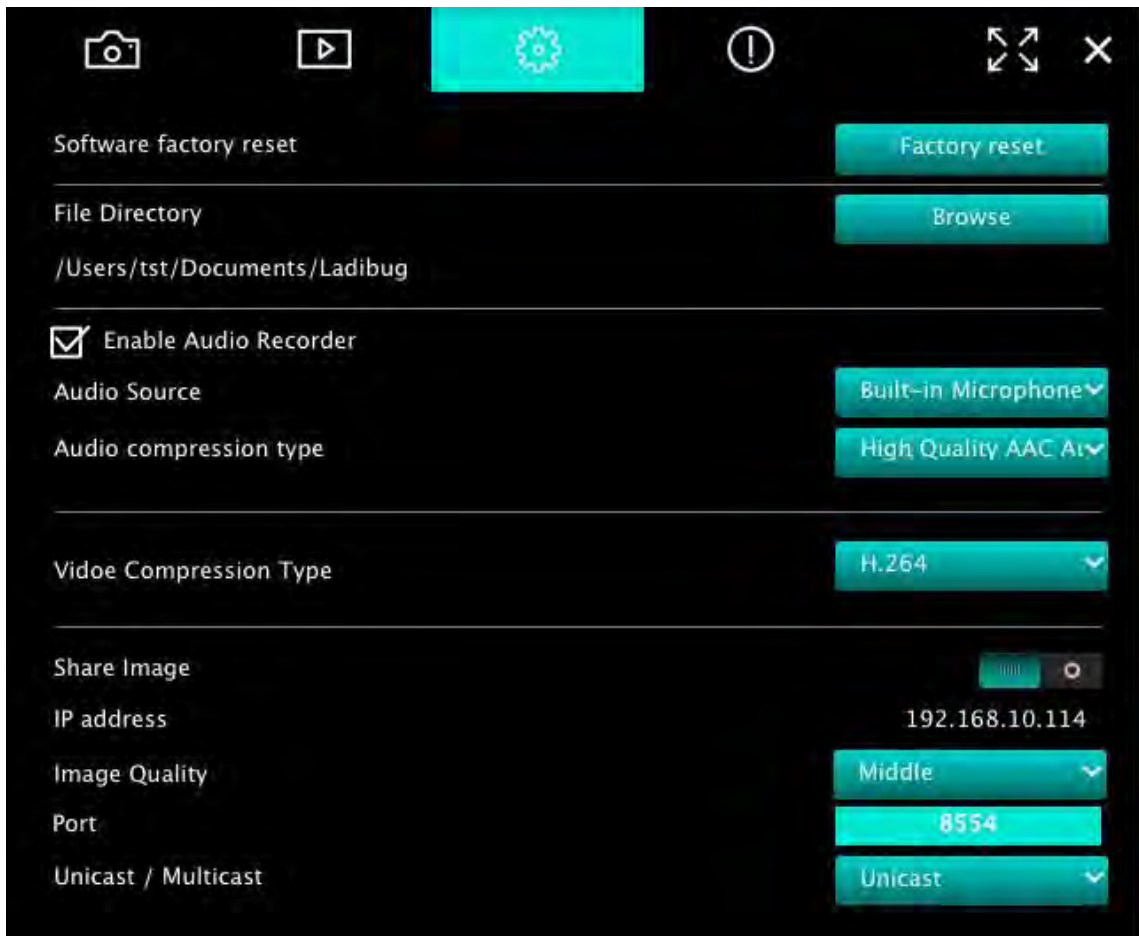 Software factory reset
Factory reset
File Directory
Browse
/Users/tst/Documents/Ladibug
Enable Audio Recorder
Audio Source
Built-in Microphone
Audio compression type
High Quality AAC
Vidoe Compression Type
H.264
Share Image
IP address
192.168.10.114
Image Quality
Middle
Port
8554
Unicast / Multicast
Unicast